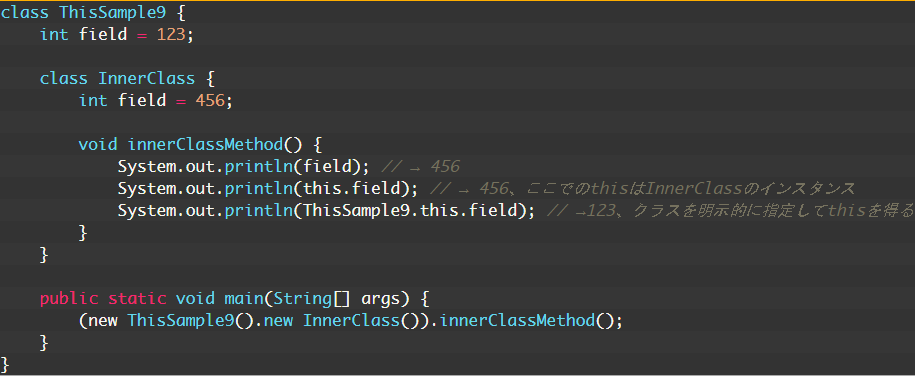 class ThisSample9 {
    int field = 123;

    class InnerClass {
        int field = 456;

        void innerClassMethod() {
            System.out.println(field); // → 456
            System.out.println(this.field); // → 456、ここでのthisはInnerClassのインスタンス
            System.out.println(ThisSample9.this.field); // →123、クラスを明示的に指定してthisを得る
        }
    }

    public static void main(String[] args) {
        (new ThisSample9().new InnerClass()).innerClassMethod();
    }
}